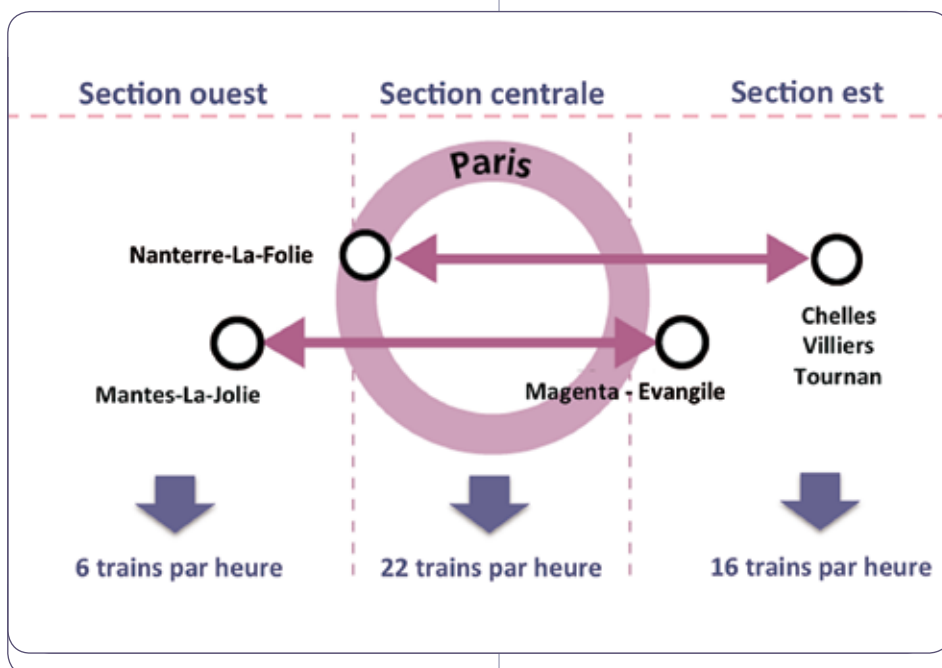 Section ouest
Section centrale
Section est
Paris
Nanterre-La-Folie
Chelles
Villiers
Tournan
Mantes-La-Jolie
Magenta - Evangile
6 trains par heure
22 trains par heure
16 trains par heure